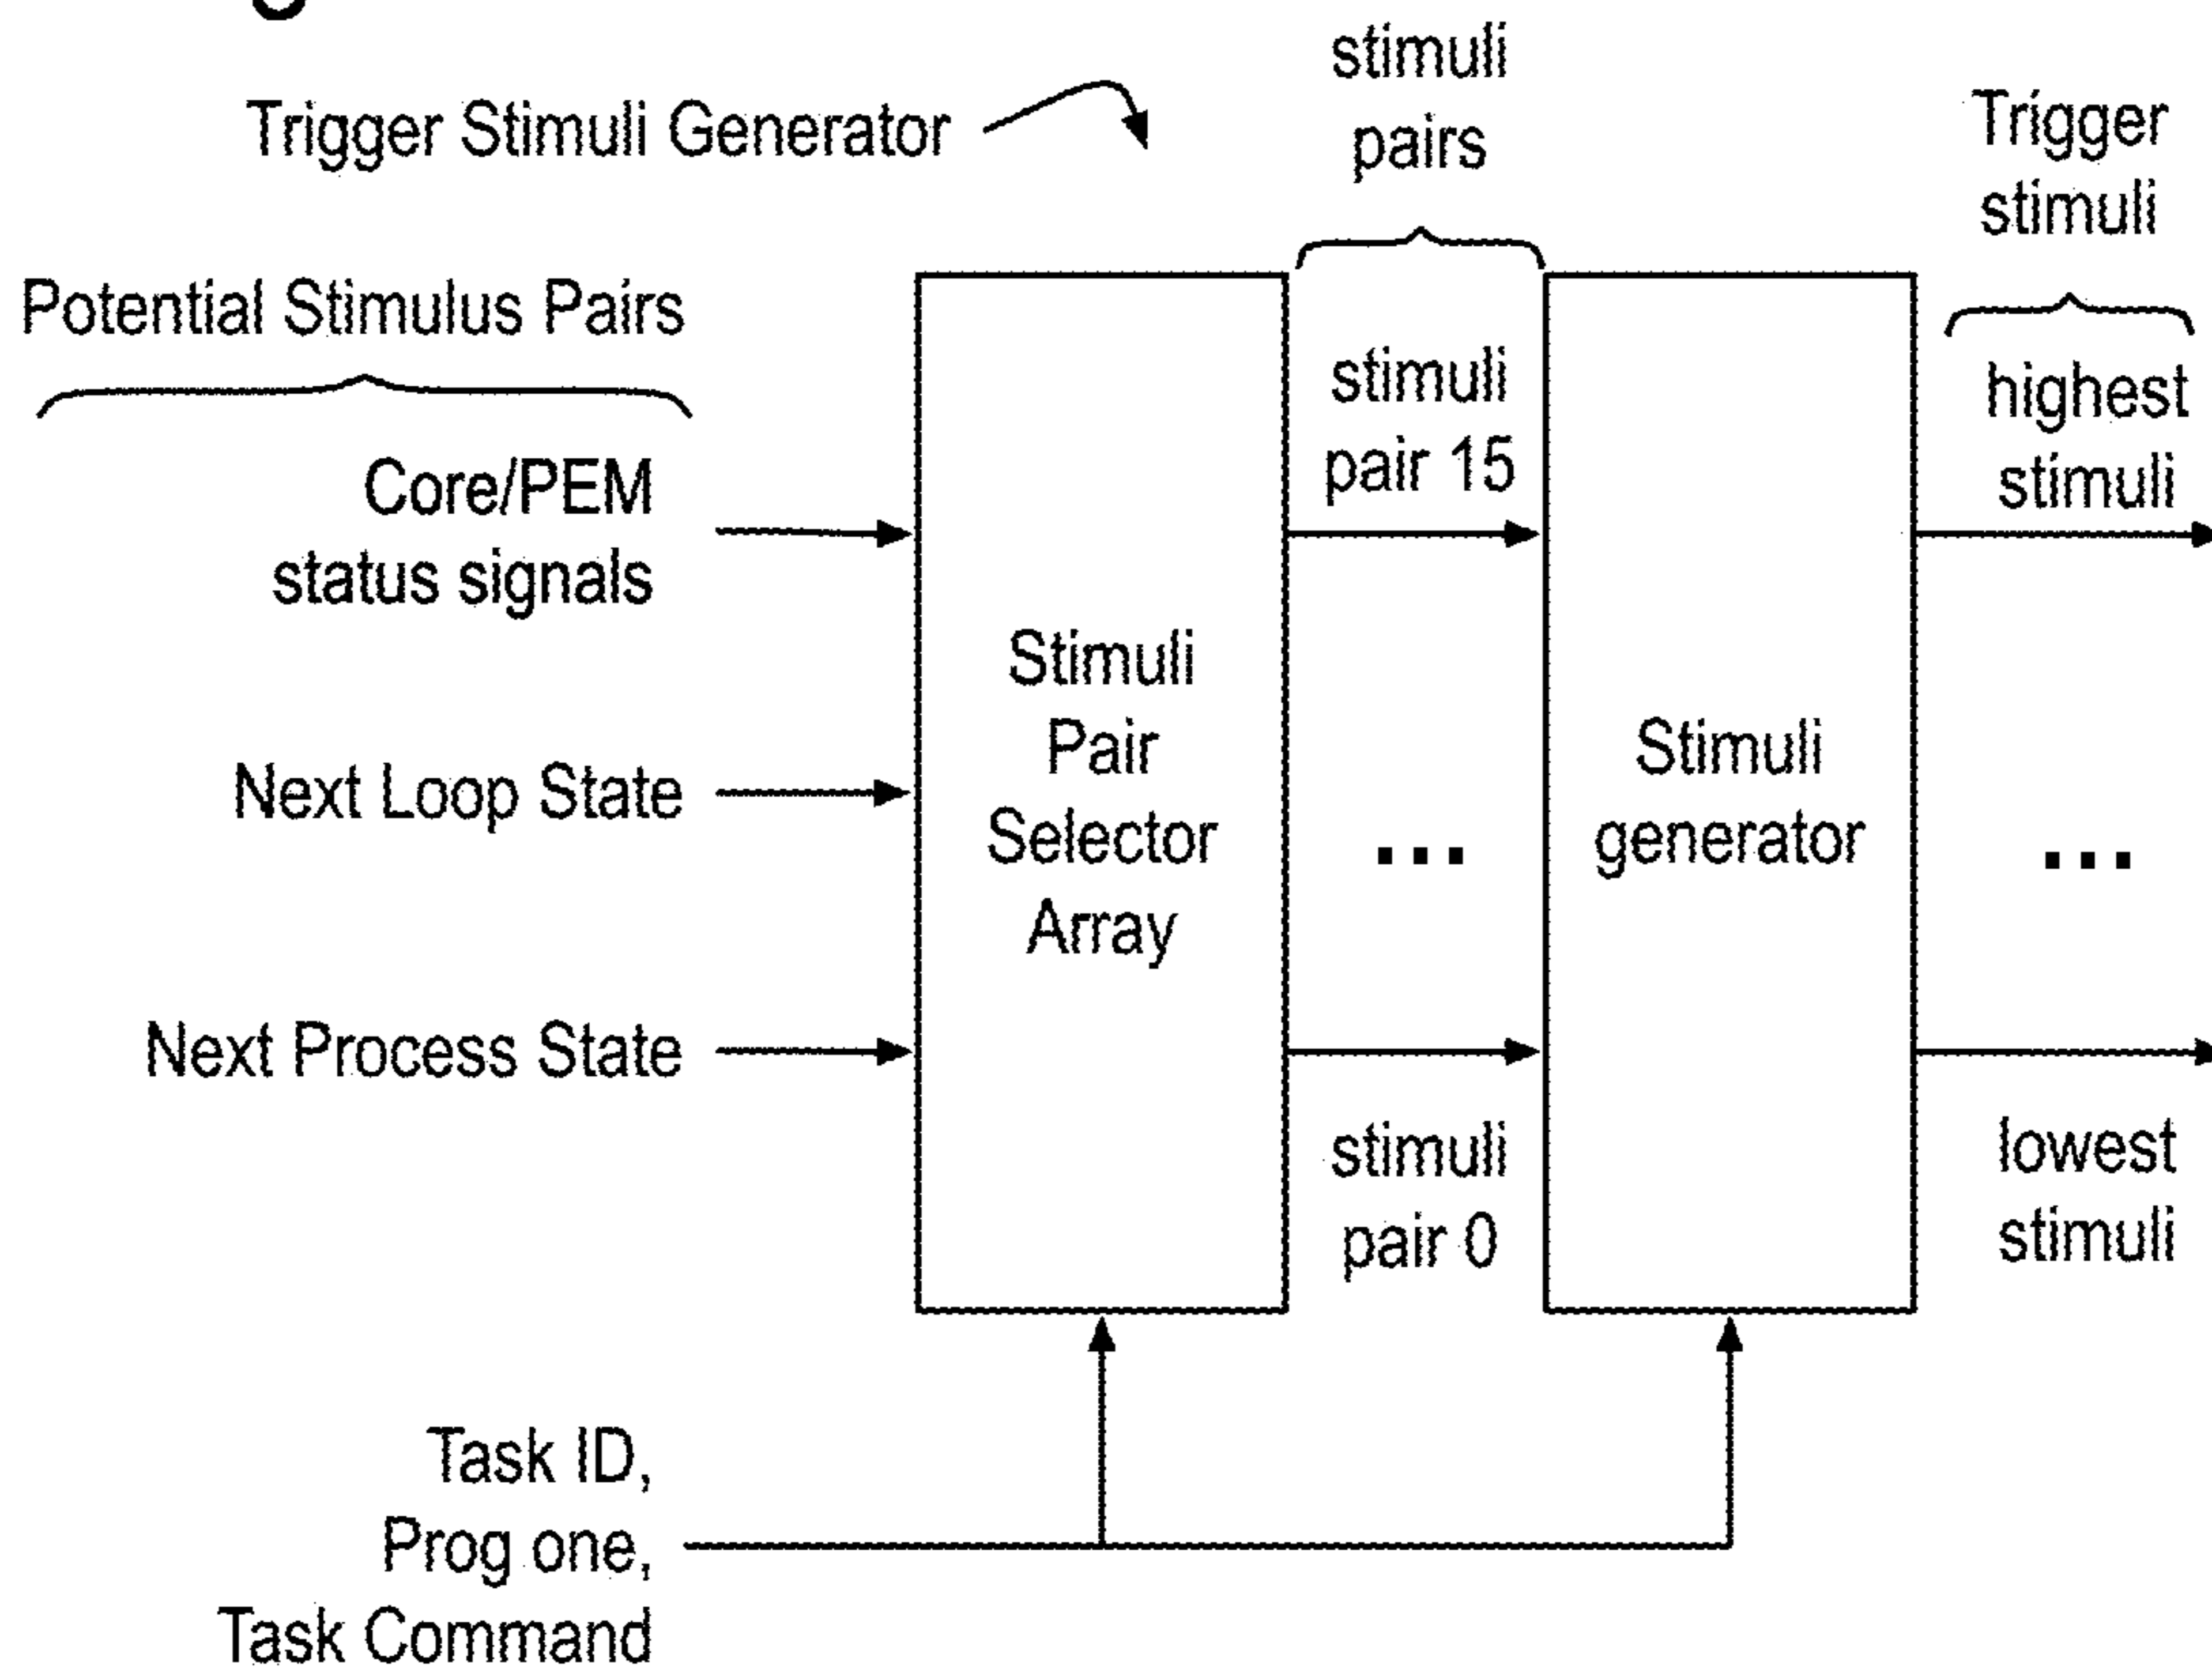 Trigger Stimuli Generator
stimuli
pairs
Trigger
stimuli
Potential Stimulus Pairs
Core/PEM
status signals
Next Loop State
Next Process State
Stimuli
Pair
Selector
Array
stimuli
pair 15
...
stimuli
pair 0
Stimuli
generator
highest
stimuli
...
lowest
stimuli
Task ID,
Prog one,
Task Command